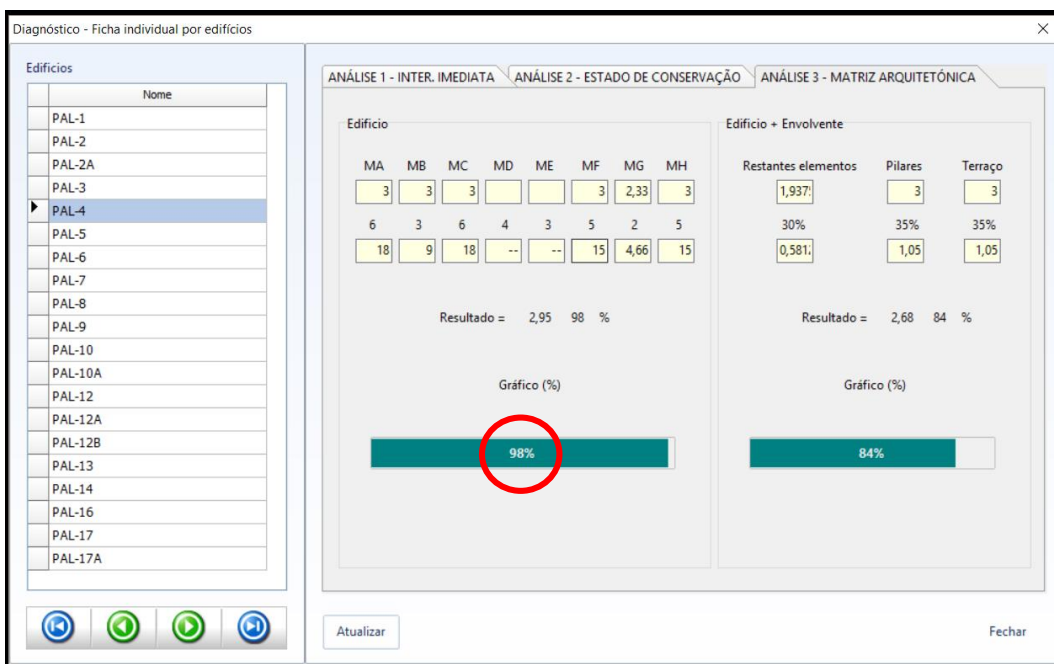 Diagnóstico - Ficha individual por edifícios
Edifícios
Nome
PAL-1
PAL-2
PAL-2A
PAL-3
PAL-4
PAL-5
PAL-6
PAL-7
PAL-8
PAL-9
PAL-10
PAL-10A
PAL-12
PAL-12A
PAL-12B
PAL-13
PAL-14
PAL-16
PAL-17
PAL-17A
ANÁLISE 1 - INTER. IMEDIATA ANÁLISE 2 - ESTADO DE CONSERVAÇÃO ANÁLISE 3 - MATRIZ ARQUITETÓNICA
Edifício
MA MB MC MD ME MF MG MH
3 3 3 3 2,33 3
6 3 6 4 3 5 2 5
18 9 18 -- -- 15 4,66 15
Resultado = 2,95 98 %
Gráfico (%)
98%
Edifício + Envolvente
Restantes elementos Pilares Terraço
1,937 3 3
30% 35% 35%
0,581 1,05 1,05
Resultado = 2,68 84 %
Gráfico (%)
84%
Atualizar
Fechar